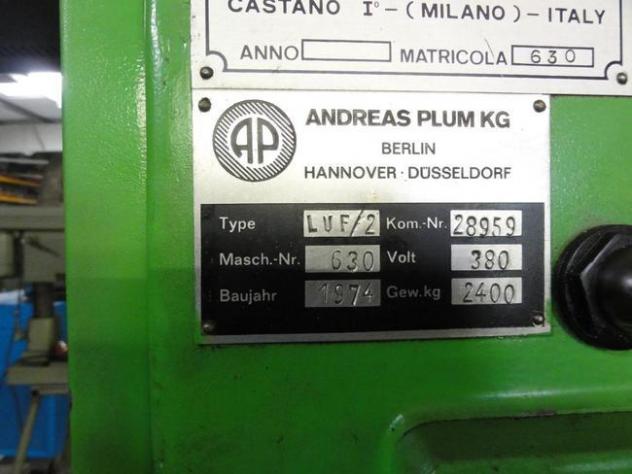 CASTANO Iº-(MILANO)-ITALY
ANNO MATRICOLA 630
AP ANDREAS PLUM KG
BERLIN
HANNOVER · DÜSSELDORF
Type LUF/2 Kom.-Nr. 28959
Masch.-Nr. 630 Volt 380
Baujahr 1974 Gew.kg 2400